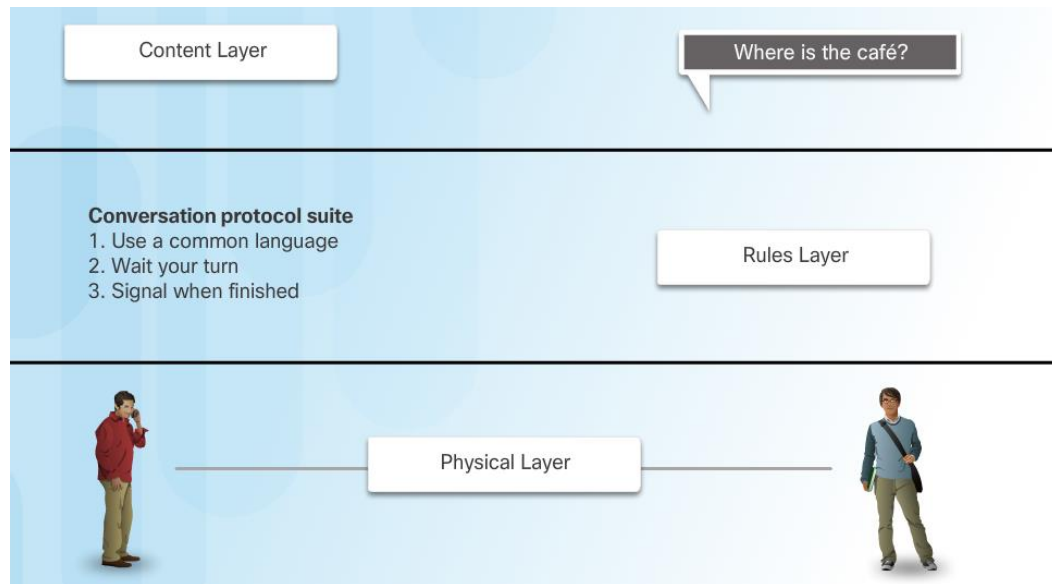 Content Layer
Where is the café?
Conversation protocol suite
1. Use a common language
2. Wait your turn
3. Signal when finished
Rules Layer
Physical Layer